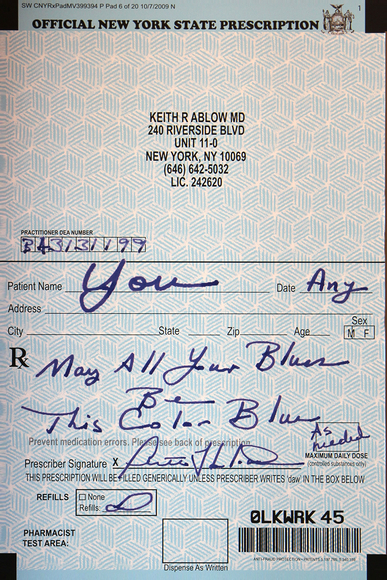 SW CNYRxPadMV399394 P Pad 6 of 20 10/7/2009 N
1
OFFICIAL NEW YORK STATE PRESCRIPTION
KEITH R ABLOW MD
240 RIVERSIDE BLVD
UNIT 11-0
NEW YORK, NY 10069
(646) 642-5032
LIC. 242620
PRACTITIONER DEA NUMBER
Patient Name You Date Any
Address
Sex
City State Zip Age M F
Rx May All Your Blues
Be
This Color Blue
As needed
Prevent medication errors. Please see back of prescription.
MAXIMUM DAILY DOSE
(controlled substances only)
Prescriber Signature X
THIS PRESCRIPTION WILL BE FILLED GENERICALLY UNLESS PRESCRIBER WRITES 'daw' IN THE BOX BELOW
REFILLS None
Refills:
0LKWRK 45
PHARMACIST
TEST AREA:
Dispense As Written